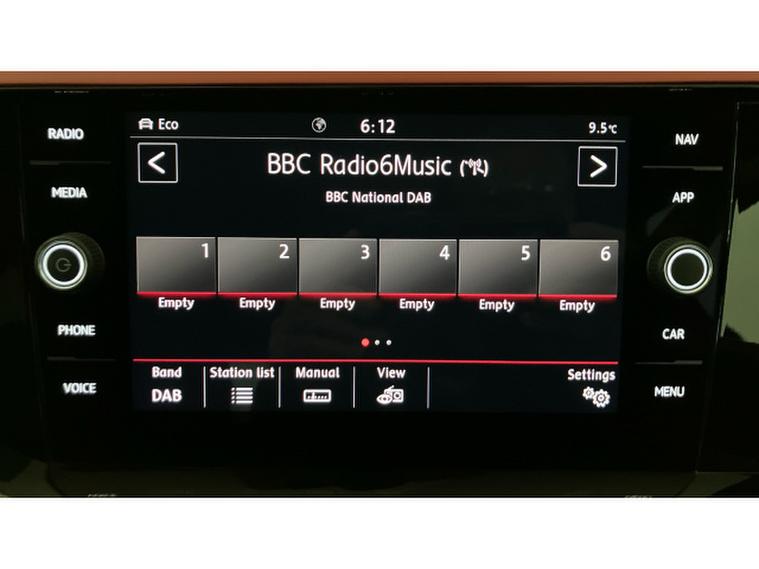 Eco 6:12 9.5°C
RADIO NAV
< BBC Radio6Music >
MEDIA BBC National DAB APP
1 2 3 4 5 6
Empty Empty Empty Empty Empty Empty
PHONE CAR
Band Station list Manual View Settings
VOICE DAB MENU